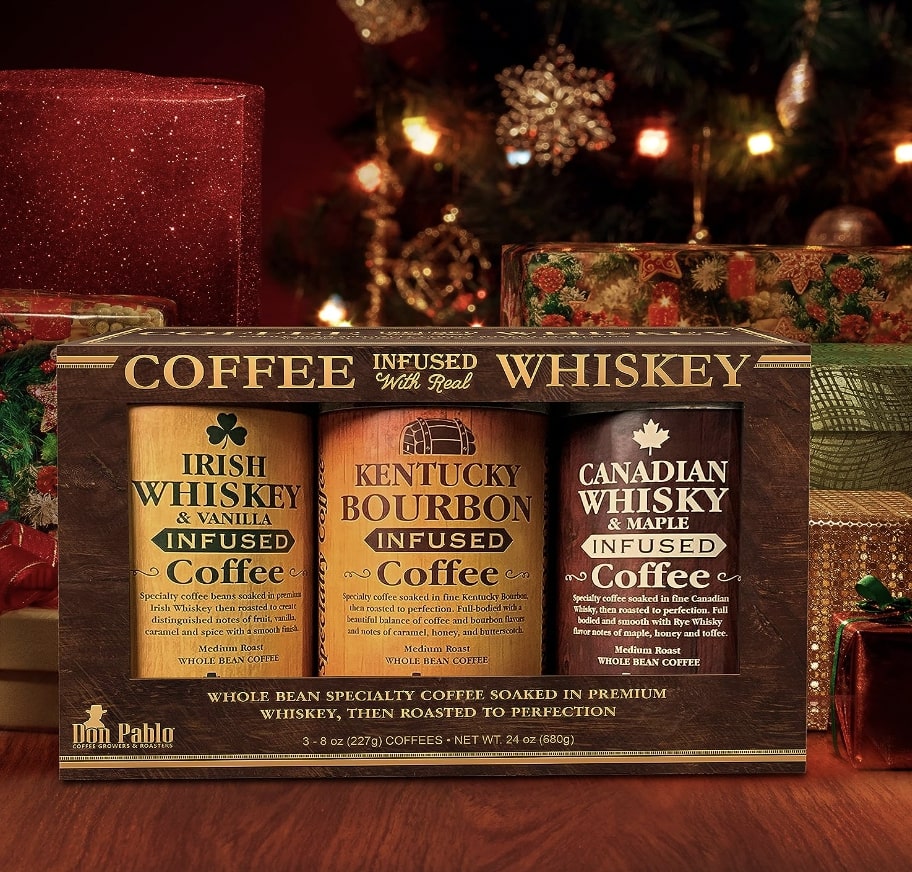 COFFEE INFUSED With Real WHISKEY
IRISH
WHISKEY
& VANILLA
INFUSED
Coffee
Specialty coffee beans soaked in premium
Irish Whiskey then roasted to create
distinguished notes of fruit, vanilla,
caramel and spice with a smooth finish.
Medium Roast
WHOLE BEAN COFFEE
Specialty Coffee
KENTUCKY
BOURBON
INFUSED
Coffee
Specialty coffee soaked in fine Kentucky Bourbon,
then roasted to perfection. Full-bodied with a
beautiful balance of coffee and bourbon flavors
and notes of caramel, honey, and butterscotch.
Medium Roast
WHOLE BEAN COFFEE
CANADIAN
WHISKY
& MAPLE
INFUSED
Coffee
Specialty coffee soaked in fine Canadian
Whisky, then roasted to perfection. Full
bodied and smooth with Rye Whisky
flavor notes of maple, honey and toffee.
Medium Roast
WHOLE BEAN COFFEE
WHOLE BEAN SPECIALTY COFFEE SOAKED IN PREMIUM
WHISKEY, THEN ROASTED TO PERFECTION
Don Pablo
COFFEE GROWERS & ROASTERS
3 - 8 oz (227g) COFFEES • NET WT. 24 oz (680g)